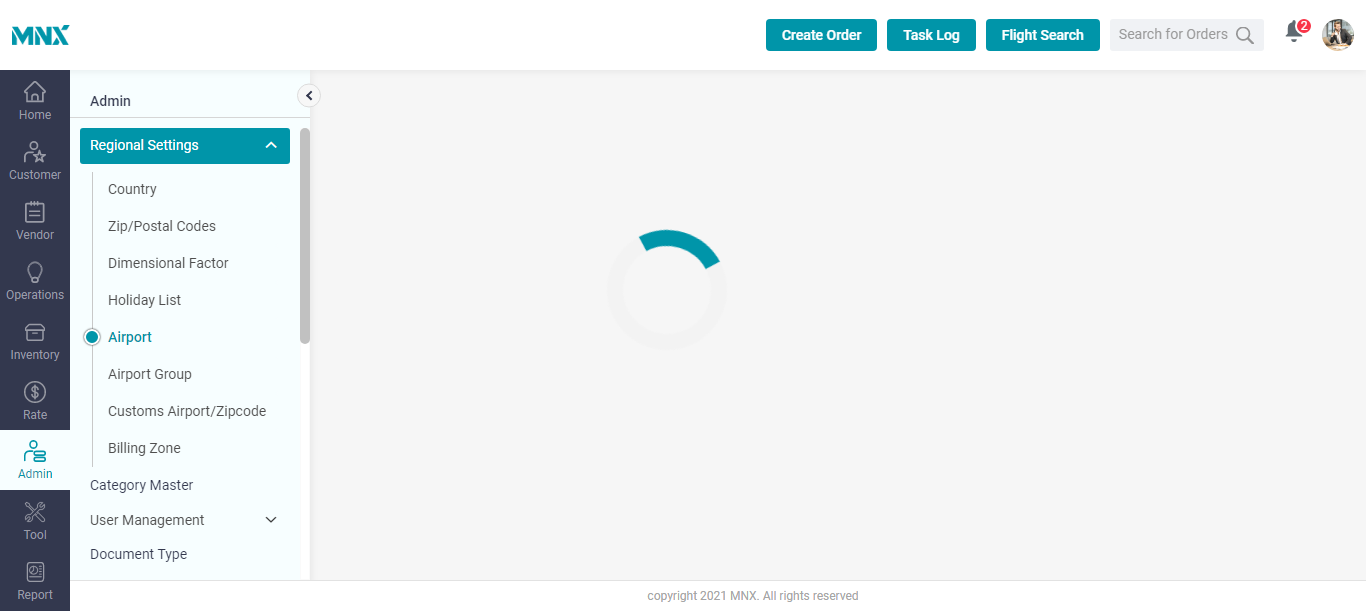 MNX
Create Order
Task Log
Flight Search
Search for Orders
2
Home
Customer
Vendor
Operations
Inventory
Rate
Admin
Tool
Report
Admin
Regional Settings
Country
Zip/Postal Codes
Dimensional Factor
Holiday List
Airport
Airport Group
Customs Airport/Zipcode
Billing Zone
Category Master
User Management
Document Type
copyright 2021 MNX. All rights reserved